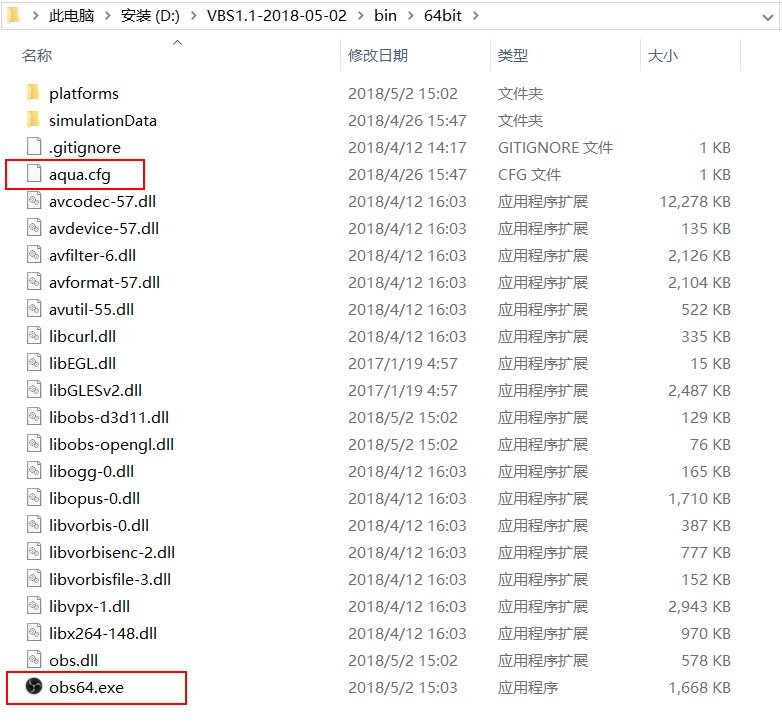 此电脑 > 安装 (D:) > VBS1.1-2018-05-02 > bin > 64bit >
名称 修改日期 类型 大小
platforms 2018/5/2 15:02 文件夹
simulationData 2018/4/26 15:47 文件夹
.gitignore 2018/4/12 14:17 GITIGNORE 文件 1 KB
aqua.cfg 2018/4/26 15:47 CFG 文件 1 KB
avcodec-57.dll 2018/4/12 16:03 应用程序扩展 12,278 KB
avdevice-57.dll 2018/4/12 16:03 应用程序扩展 135 KB
avfilter-6.dll 2018/4/12 16:03 应用程序扩展 2,126 KB
avformat-57.dll 2018/4/12 16:03 应用程序扩展 2,104 KB
avutil-55.dll 2018/4/12 16:03 应用程序扩展 522 KB
libcurl.dll 2018/4/12 16:03 应用程序扩展 335 KB
libEGL.dll 2017/1/19 4:57 应用程序扩展 15 KB
libGLESv2.dll 2017/1/19 4:57 应用程序扩展 2,487 KB
libobs-d3d11.dll 2018/5/2 15:02 应用程序扩展 129 KB
libobs-opengl.dll 2018/5/2 15:02 应用程序扩展 76 KB
libogg-0.dll 2018/4/12 16:03 应用程序扩展 165 KB
libopus-0.dll 2018/4/12 16:03 应用程序扩展 1,710 KB
libvorbis-0.dll 2018/4/12 16:03 应用程序扩展 387 KB
libvorbisenc-2.dll 2018/4/12 16:03 应用程序扩展 777 KB
libvorbisfile-3.dll 2018/4/12 16:03 应用程序扩展 152 KB
libvpx-1.dll 2018/4/12 16:03 应用程序扩展 2,943 KB
libx264-148.dll 2018/4/12 16:03 应用程序扩展 970 KB
obs.dll 2018/5/2 15:02 应用程序扩展 578 KB
obs64.exe 2018/5/2 15:03 应用程序 1,668 KB